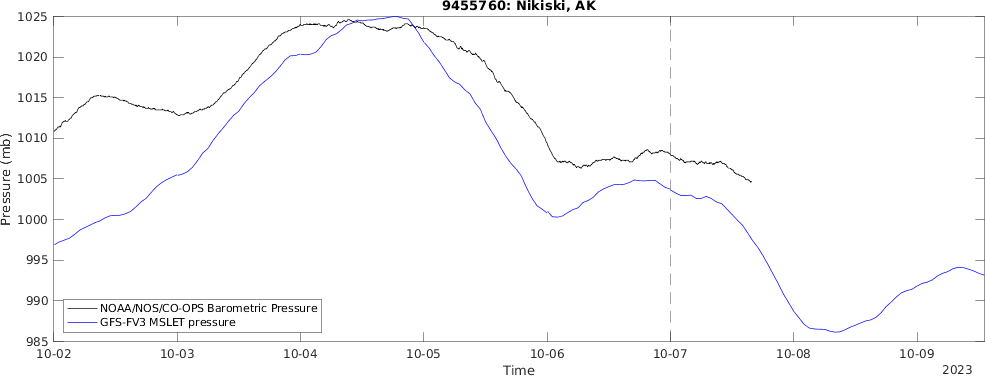 9455760: Nikiski, AK
Pressure (mb)
1025
1020
1015
1010
1005
1000
995
990
985
NOAA/NOS/CO-OPS Barometric Pressure
GFS-FV3 MSLET pressure
10-02 10-03 10-04 10-05 10-06 10-07 10-08 10-09
Time
2023